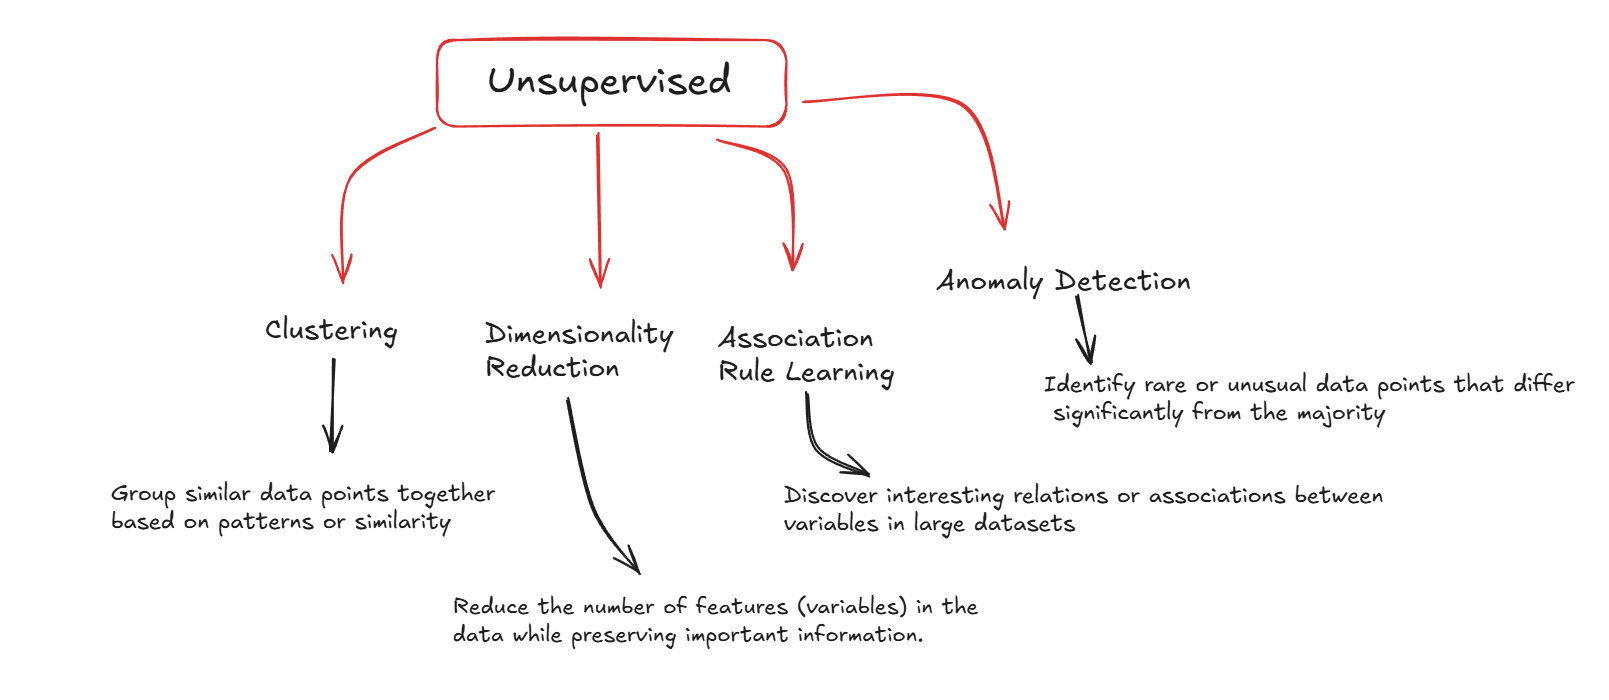 Unsupervised
Clustering
Dimensionality
Reduction
Association
Rule Learning
Anomaly Detection
Group similar data points together
based on patterns or similarity
Reduce the number of features (variables) in the
data while preserving important information.
Discover interesting relations or associations between
variables in large datasets
Identify rare or unusual data points that differ
significantly from the majority